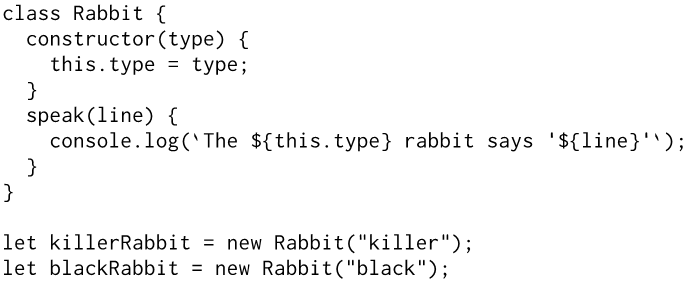 class Rabbit {
  constructor(type) {
    this.type = type;
  }
  speak(line) {
    console.log(`The ${this.type} rabbit says '${line}'`);
  }
}

let killerRabbit = new Rabbit("killer");
let blackRabbit = new Rabbit("black");